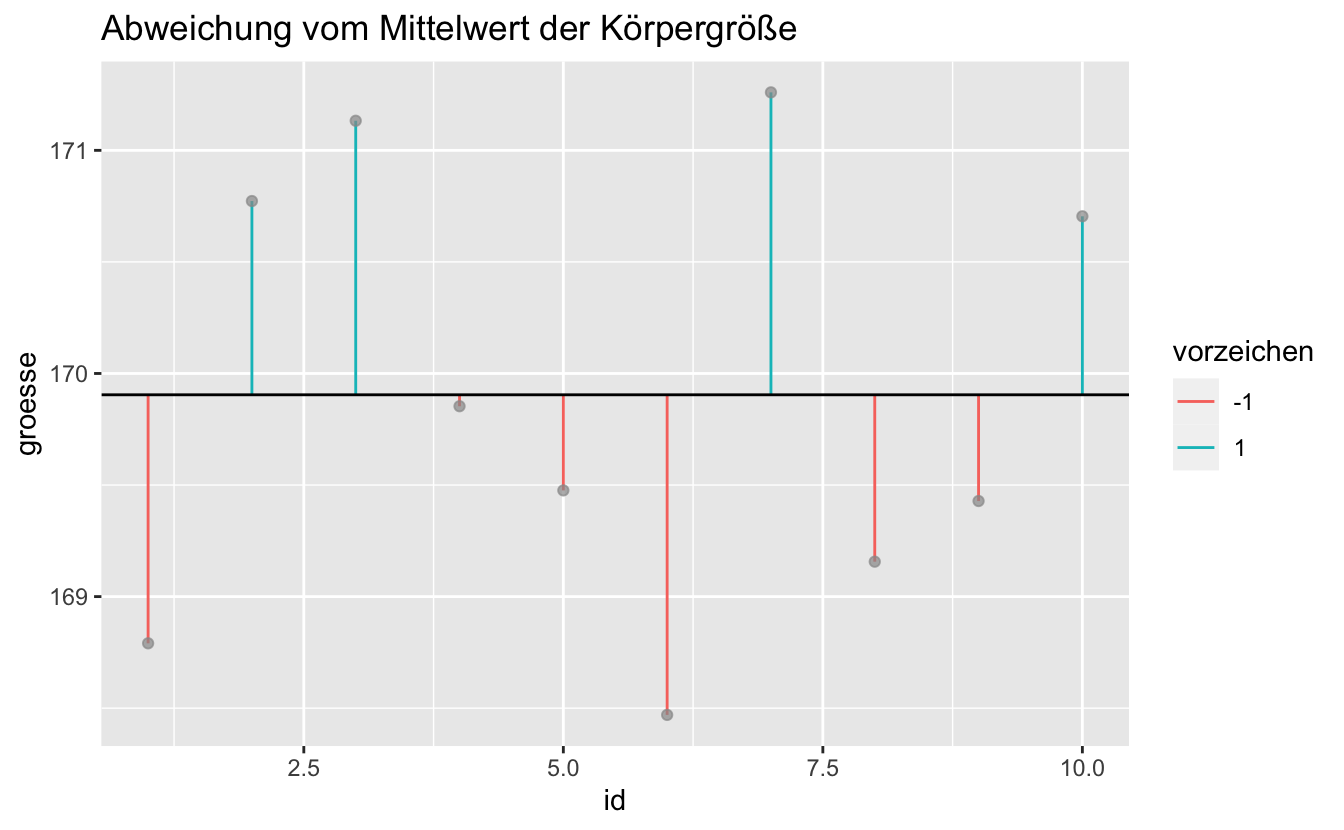 Abweichung vom Mittelwert der Körpergröße
171
170
169
groesse
2.5
5.0
7.5
10.0
id
vorzeichen
-1
1